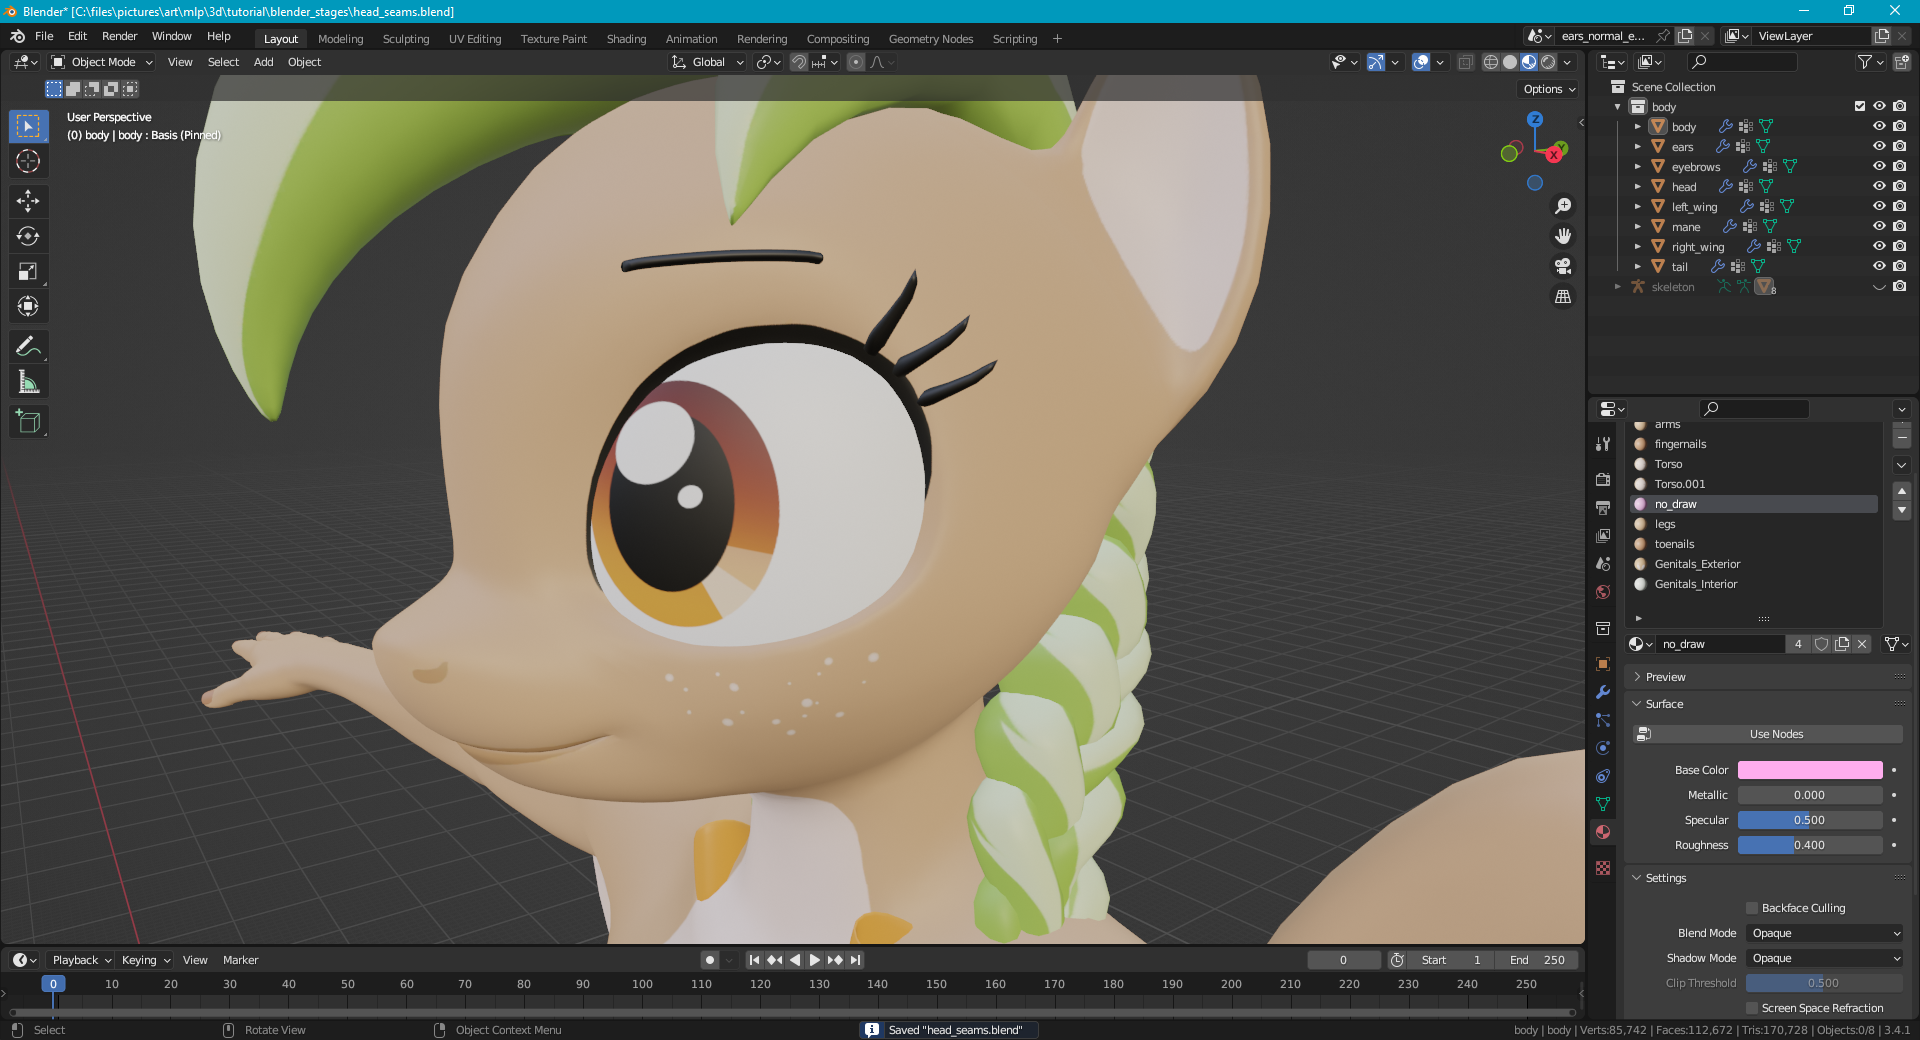 Blender* [C:\files\pictures\art\mlp\3d\tutorial\blender_stages\head_seams.blend]
File Edit Render Window Help Layout Modeling Sculpting UV Editing Texture Paint Shading Animation Rendering Compositing Geometry Nodes Scripting + ears_normal_e... ViewLayer
Object Mode View Select Add Object Global
Options
User Perspective
(0) body | body : Basis (Pinned)
Z
Y
X
Scene Collection
body
body
ears
eyebrows
head
left_wing
mane
right_wing
tail
skeleton 8
arms
fingernails
Torso
Torso.001
no_draw
legs
toenails
Genitals_Exterior
Genitals_Interior
no_draw 4
Preview
Surface
Use Nodes
Base Color
Metallic 0.000
Specular 0.500
Roughness 0.400
Settings
Backface Culling
Blend Mode Opaque
Shadow Mode Opaque
Clip Threshold 0.500
Screen Space Refraction
Playback Keying View Marker 0 Start 1 End 250
0 10 20 30 40 50 60 70 80 90 100 110 120 130 140 150 160 170 180 190 200 210 220 230 240 250
Select Rotate View Object Context Menu Saved "head_seams.blend" body | body | Verts:85,742 | Faces:112,672 | Tris:170,728 | Objects:0/8 | 3.4.1